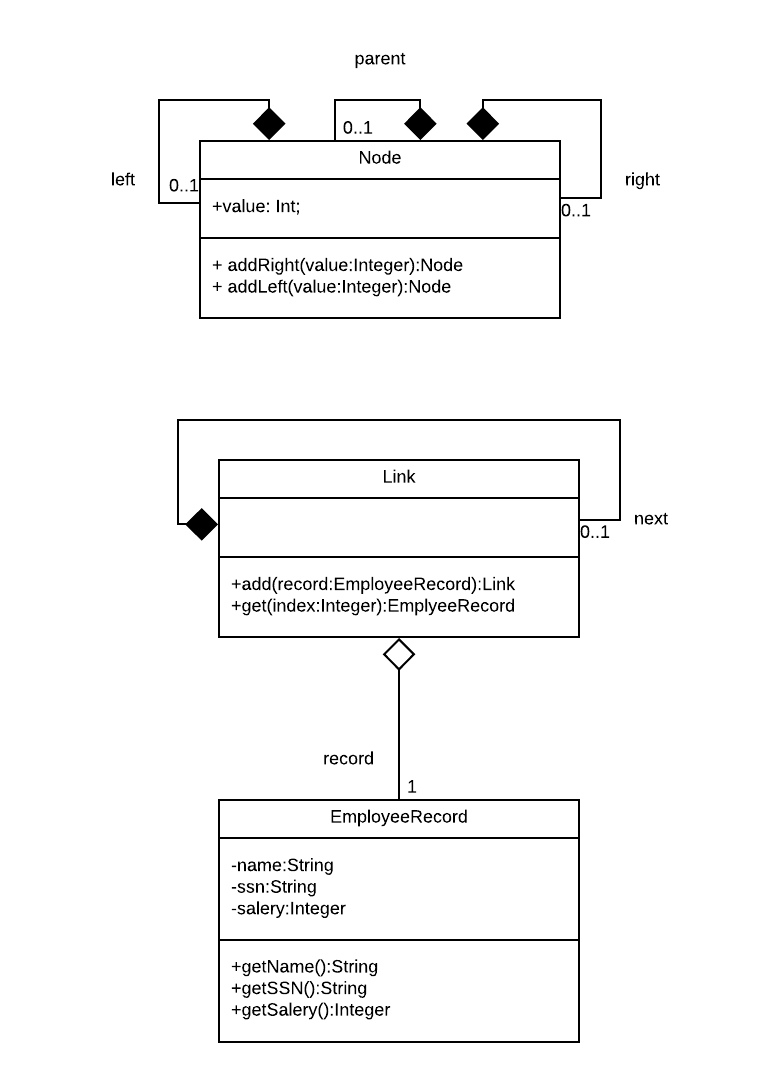 parent
0..1
Node
left
0..1
right
0..1
+value: Int;
+ addRight(value:Integer):Node
+ addLeft(value:Integer):Node
Link
next
0..1
+add(record:EmployeeRecord):Link
+get(index:Integer):EmplyeeRecord
record
1
EmployeeRecord
-name:String
-ssn:String
-salery:Integer
+getName():String
+getSSN():String
+getSalery():Integer